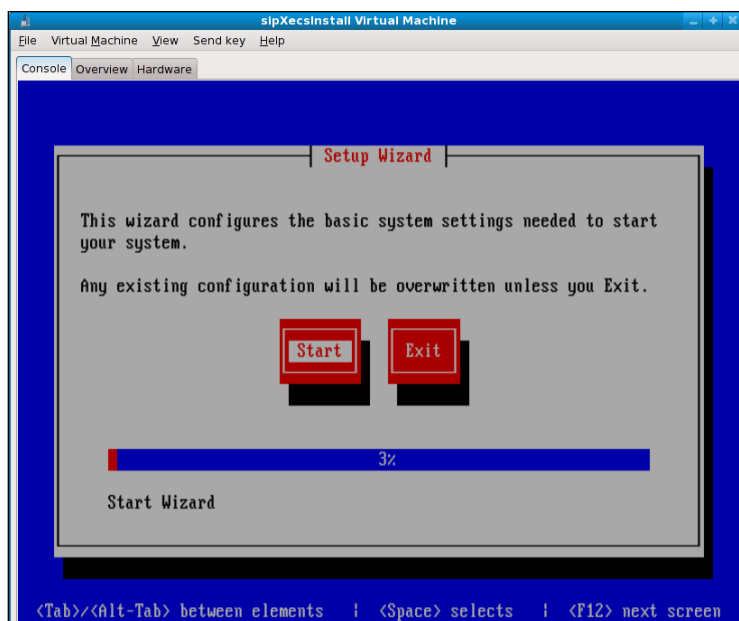 sipXecsInstall Virtual Machine
File Virtual Machine View Send key Help
Console Overview Hardware
Setup Wizard
This wizard configures the basic system settings needed to start
your system.
Any existing configuration will be overwritten unless you Exit.
Start Exit
3%
Start Wizard
<Tab>/<Alt-Tab> between elements | <Space> selects | <F12> next screen